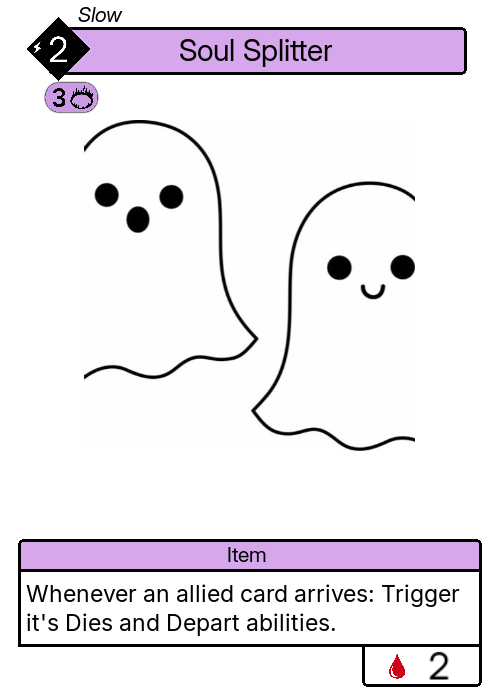 Slow
2
Soul Splitter
3
Item
Whenever an allied card arrives: Trigger
it's Dies and Depart abilities.
2